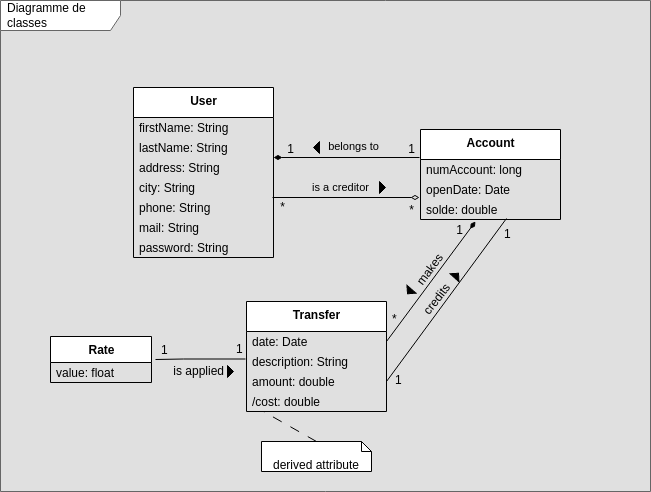 Diagramme de
classes
User
firstName: String
lastName: String
address: String
city: String
phone: String
mail: String
password: String
1
belongs to
1
is a creditor
*
*
Account
numAccount: long
openDate: Date
solde: double
1
1
makes
credits
*
1
Transfer
date: Date
description: String
amount: double
/cost: double
Rate
value: float
1
1
is applied
derived attribute